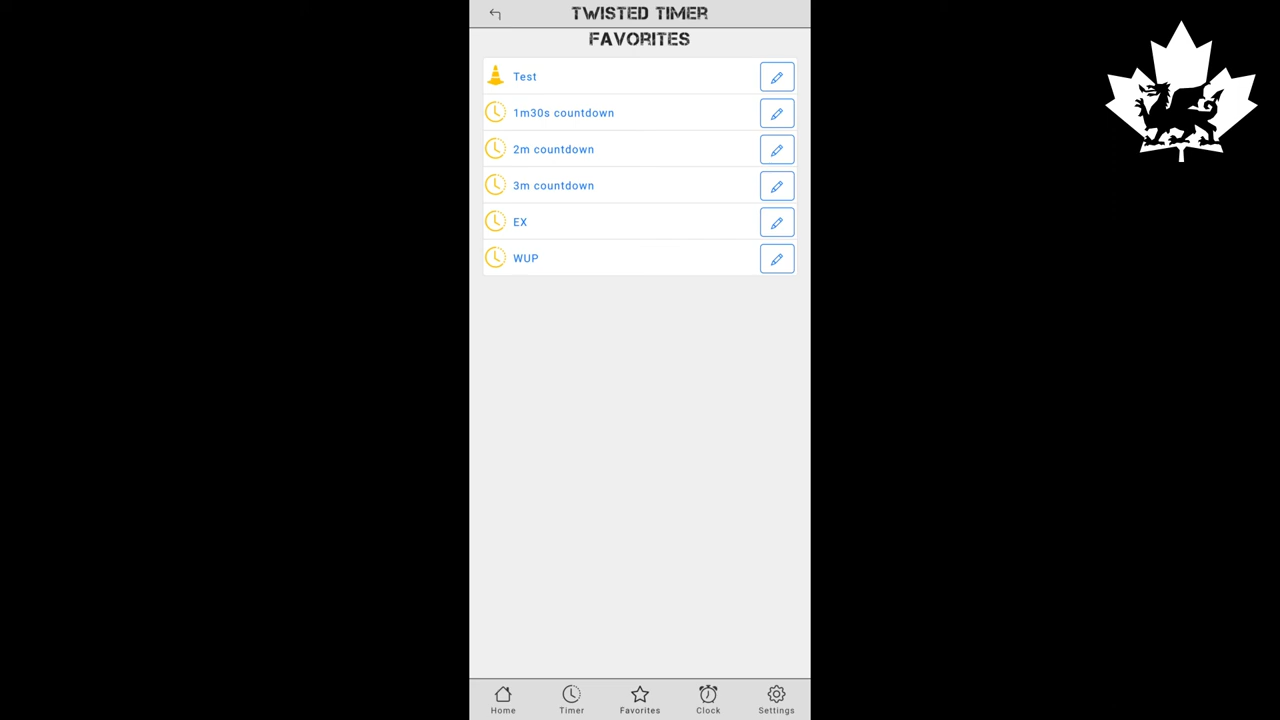 TWISTED TIMER
FAVORITES
Test
1m30s countdown
2m countdown
3m countdown
EX
WUP
Home Timer Favorites Clock Settings